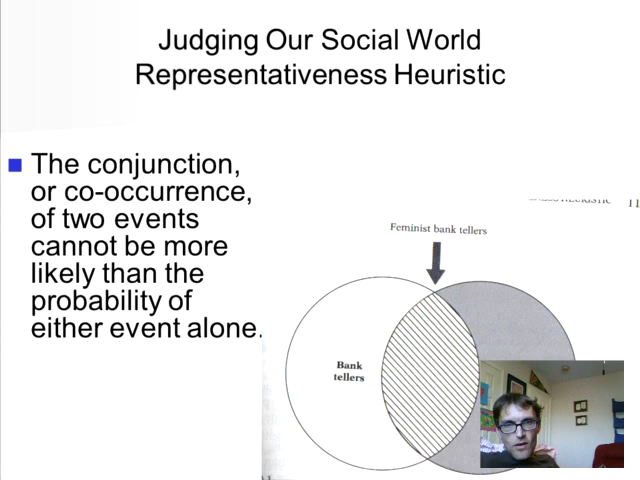 Judging Our Social World
Representativeness Heuristic
The conjunction,
or co-occurrence,
of two events
cannot be more
likely than the
probability of
either event alone.
11
Feminist bank tellers
Bank
tellers